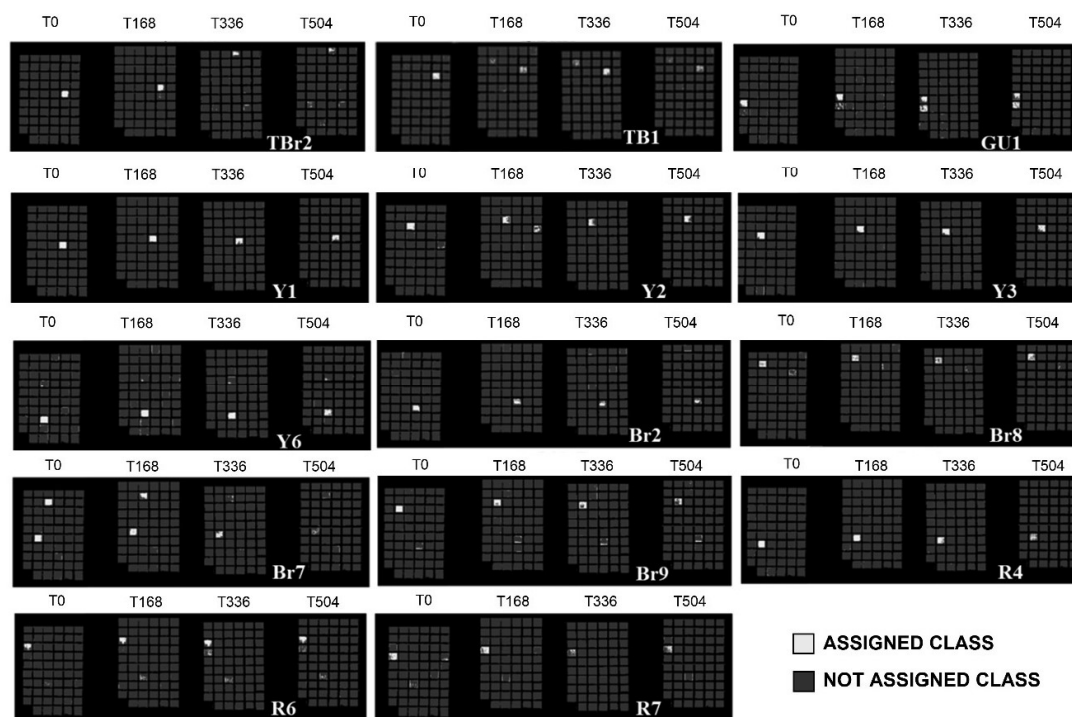 T0 T168 T336 T504 T0 T168 T336 T504 T0 T168 T336 T504
TBr2 TB1 GU1
T0 T168 T336 T504 T0 T168 T336 T504 T0 T168 T336 T504
Y1 Y2 Y3
T0 T168 T336 T504 T0 T168 T336 T504 T0 T168 T336 T504
Y6 Br2 Br8
T0 T168 T336 T504 T0 T168 T336 T504 T0 T168 T336 T504
Br7 Br9 R4
T0 T168 T336 T504 T0 T168 T336 T504
R6 R7
ASSIGNED CLASS
NOT ASSIGNED CLASS